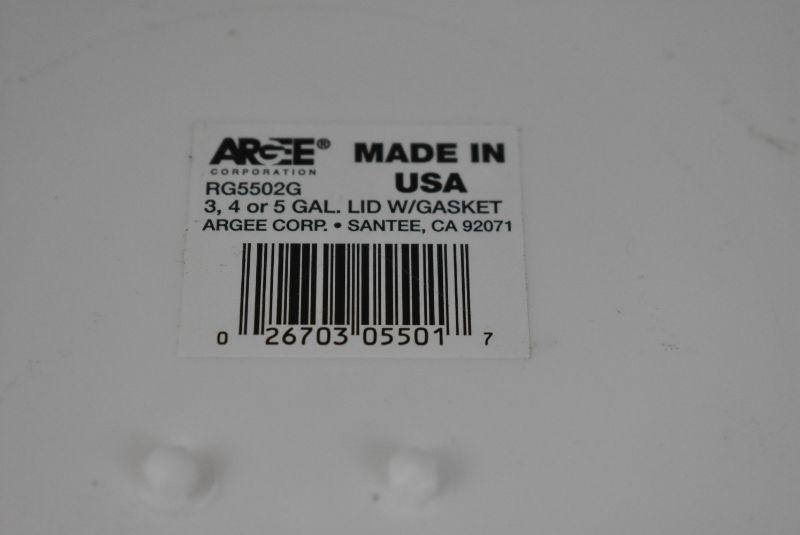 ARGEE® MADE IN
CORPORATION
RG5502G USA
3, 4 or 5 GAL. LID W/GASKET
ARGEE CORP. • SANTEE, CA 92071
0 26703 05501 7